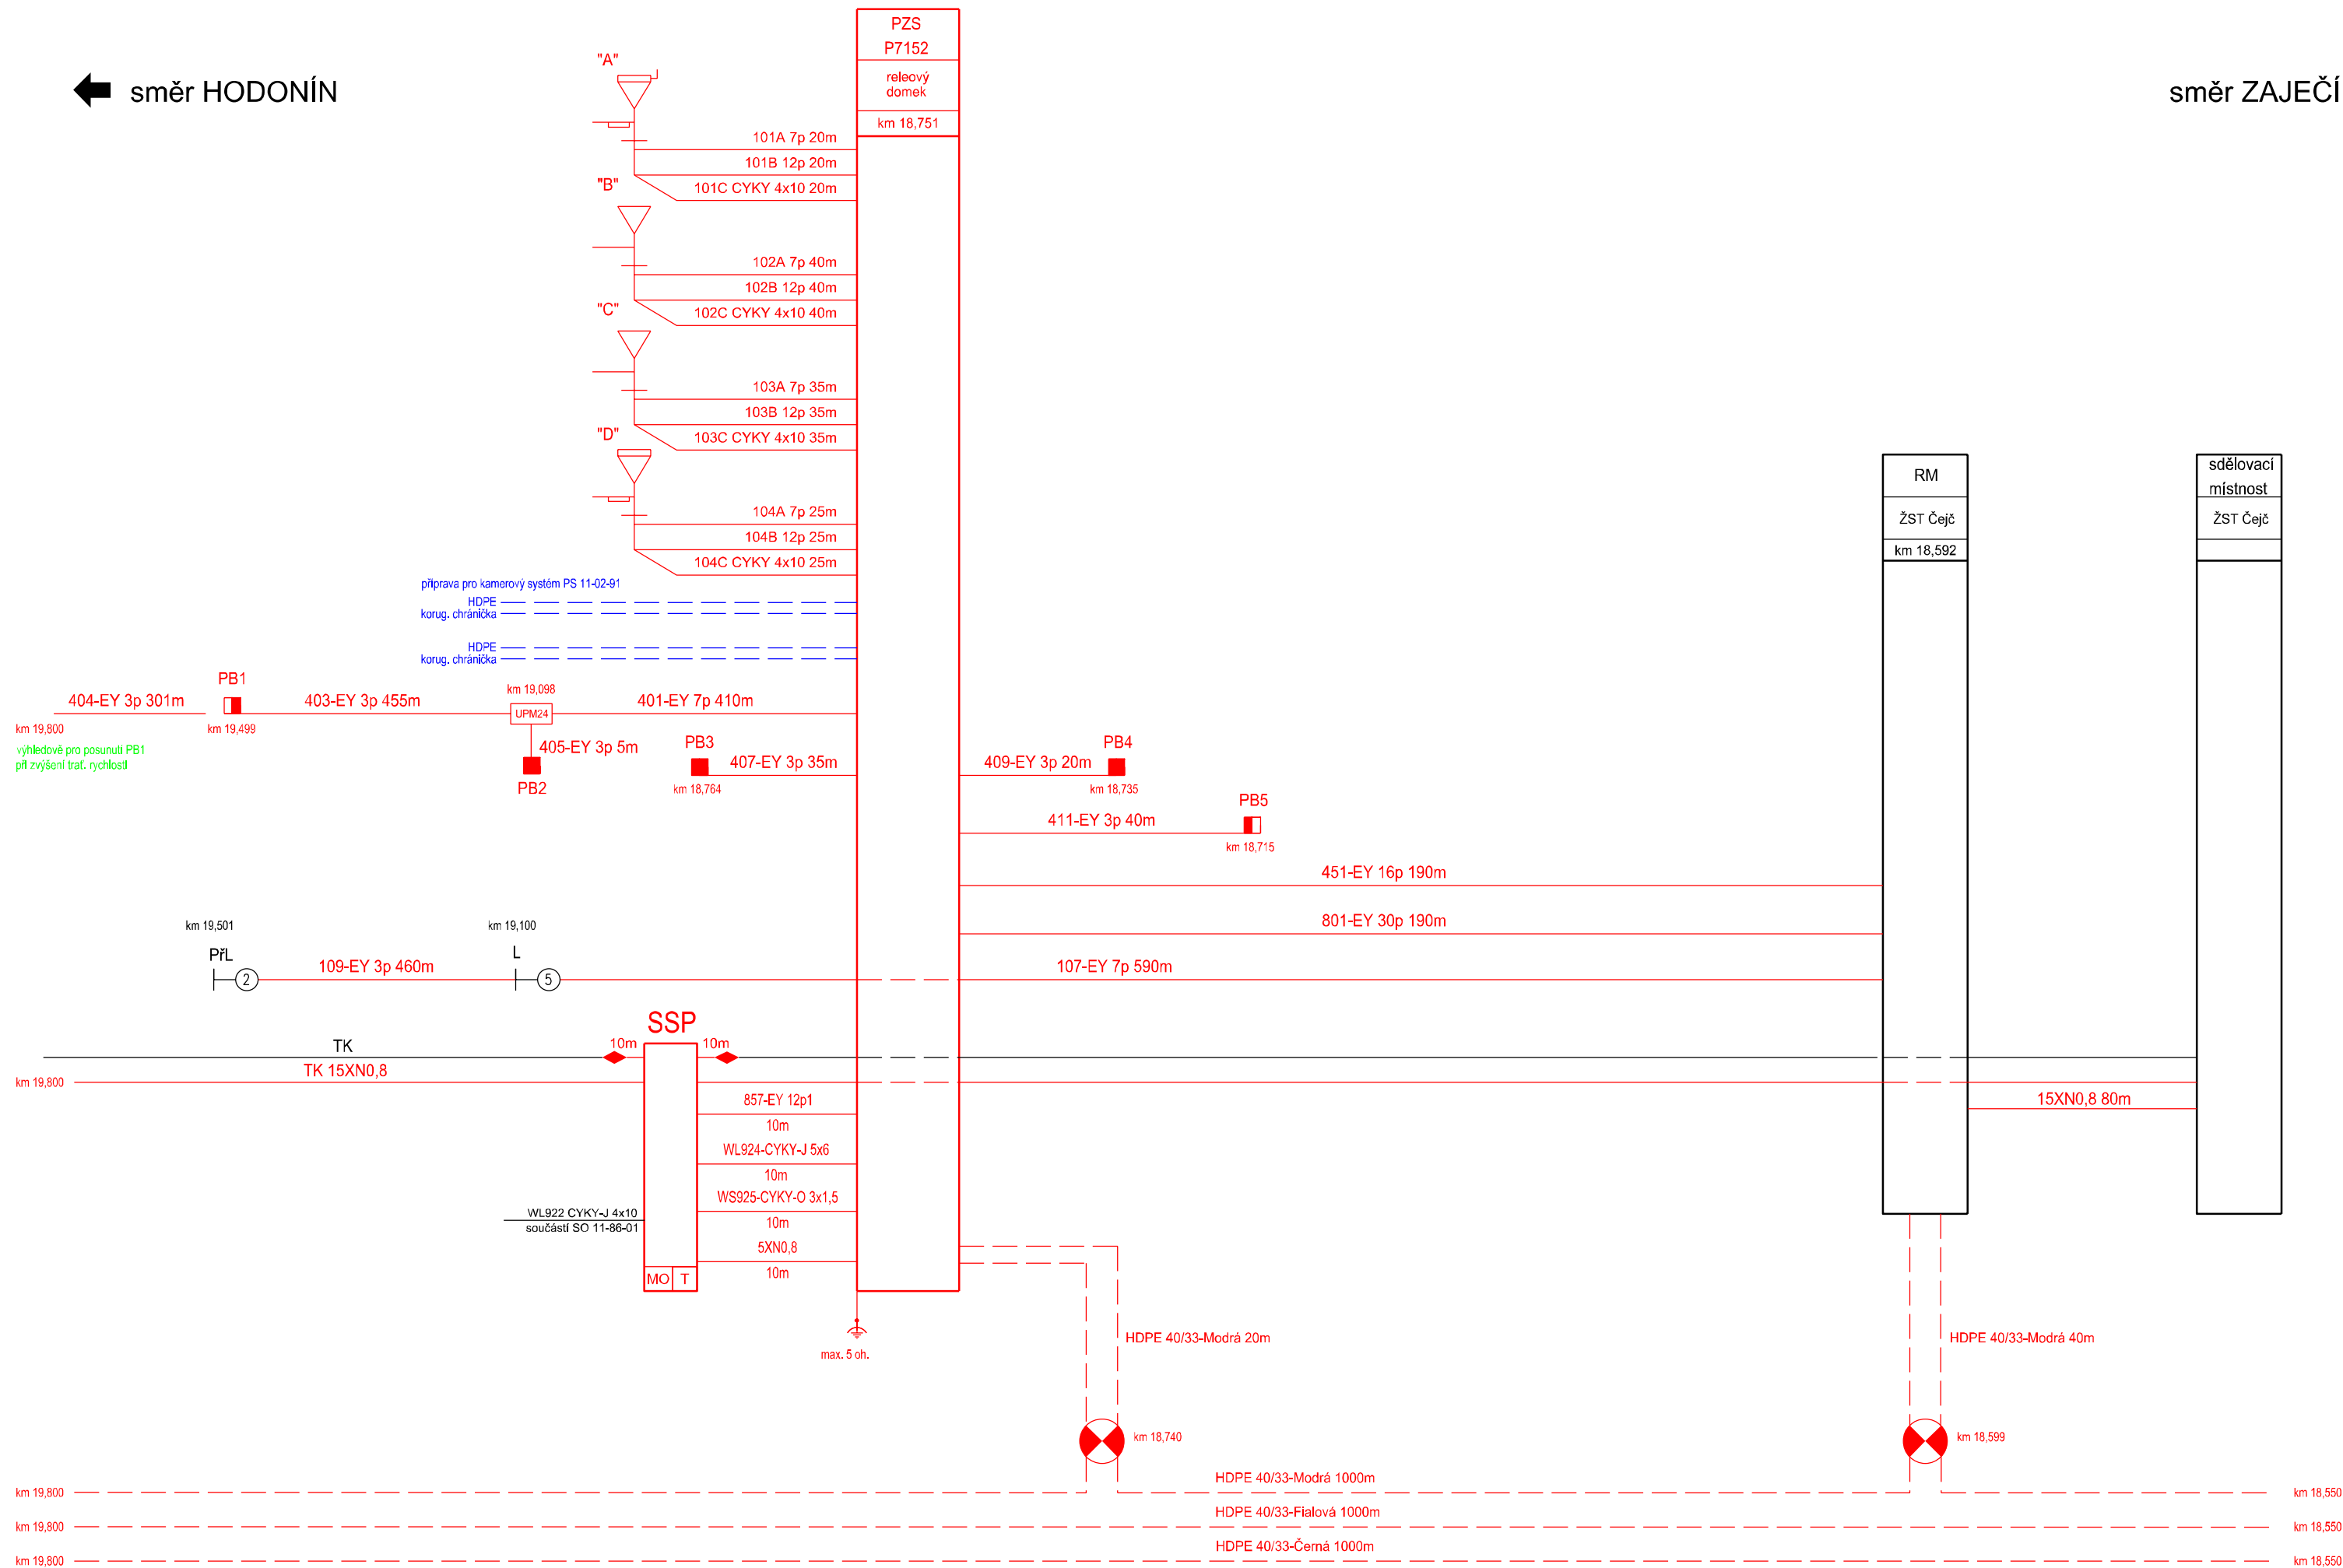 PZS
P7152
releový
domek
km 18,751
směr HODONÍN
směr ZAJEČÍ
"A"
101A 7p 20m
101B 12p 20m
101C CYKY 4x10 20m
"B"
102A 7p 40m
102B 12p 40m
102C CYKY 4x10 40m
"C"
103A 7p 35m
103B 12p 35m
103C CYKY 4x10 35m
"D"
104A 7p 25m
104B 12p 25m
104C CYKY 4x10 25m
RM
ŽST Čejč
km 18,592
sdělovací
místnost
ŽST Čejč
příprava pro kamerový systém PS 11-02-91
HDPE
korug. chránička
HDPE
korug. chránička
PB1
404-EY 3p 301m
403-EY 3p 455m
km 19,098
UPM24
401-EY 7p 410m
km 19,800
km 19,499
výhledově pro posunutí PB1
při zvýšení trať. rychlosti
405-EY 3p 5m
PB2
PB3
407-EY 3p 35m
km 18,764
409-EY 3p 20m
PB4
km 18,735
PB5
411-EY 3p 40m
km 18,715
451-EY 16p 190m
801-EY 30p 190m
km 19,501
km 19,100
PřL
L
2
5
109-EY 3p 460m
107-EY 7p 590m
SSP
10m
10m
TK
TK 15XN0,8
km 19,800
15XN0,8 80m
857-EY 12p1
10m
WL924-CYKY-J 5x6
10m
WS925-CYKY-O 3x1,5
10m
WL922 CYKY-J 4x10
součástí SO 11-86-01
5XN0,8
10m
MO
T
max. 5 oh.
HDPE 40/33-Modrá 20m
HDPE 40/33-Modrá 40m
km 18,740
km 18,599
HDPE 40/33-Modrá 1000m
km 19,800
km 18,550
HDPE 40/33-Fialová 1000m
km 19,800
km 18,550
HDPE 40/33-Černá 1000m
km 19,800
km 18,550